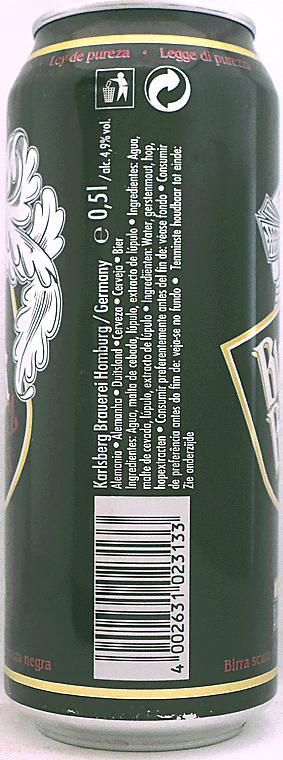 Ley de pureza • Legge di purezza
Karlsberg Brauerei Homburg / Germany e 0,5 l / alc. 4,9% vol.
Alemania • Alemanha • Duitsland • Cerveza • Cerveja • Bier
Ingredientes: Agua, malta de cebada, lúpulo, extracto de lúpulo • Ingredientes: Agua,
malte de cevada, lúpulo, extracto de lúpulo • Ingrediënten: Water, gerstenmout, hop,
hopextracten • Consumir preferentemente antes del fin de: véase fondo • Consumir
de preferência antes do fim de: veja-se no fundo • Tenminste houdbaar tot einde:
Zie onderzijde
4 002631 023133
negra
Birra scura